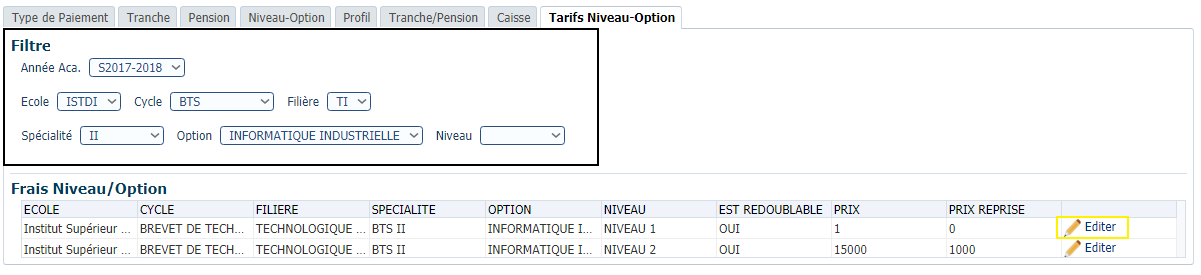 Type de Paiement Tranche Pension Niveau-Option Profil Tranche/Pension Caisse Tarifs Niveau-Option
Filtre
Année Aca. S2017-2018
Ecole ISTDI Cycle BTS Filière TI
Spécialité II Option INFORMATIQUE INDUSTRIELLE Niveau
Frais Niveau/Option
ECOLE CYCLE FILIERE SPECIALITE OPTION NIVEAU EST REDOUBLABLE PRIX PRIX REPRISE
Institut Supérieur ... BREVET DE TECH... TECHNOLOGIQUE ... BTS II INFORMATIQUE I... NIVEAU 1 OUI 1 0 Editer
Institut Supérieur ... BREVET DE TECH... TECHNOLOGIQUE ... BTS II INFORMATIQUE I... NIVEAU 2 OUI 15000 1000 Editer